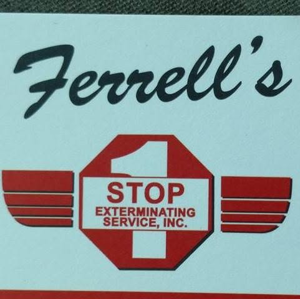 Ferrell's
1
STOP
EXTERMINATING
SERVICE, INC.